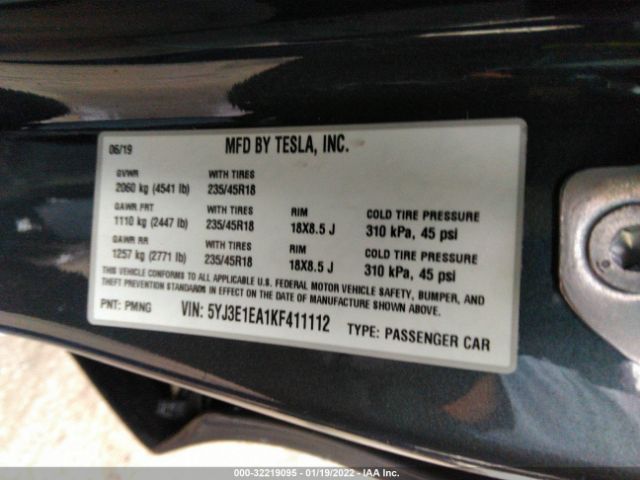 06/19 MFD BY TESLA, INC.
GVWR WITH TIRES
2060 kg (4541 lb) 235/45R18
GAWR FRT WITH TIRES RIM COLD TIRE PRESSURE
1110 kg (2447 lb) 235/45R18 18X8.5 J 310 kPa, 45 psi
GAWR RR WITH TIRES RIM COLD TIRE PRESSURE
1257 kg (2771 lb) 235/45R18 18X8.5 J 310 kPa, 45 psi
THIS VEHICLE CONFORMS TO ALL APPLICABLE U.S. FEDERAL MOTOR VEHICLE SAFETY, BUMPER, AND
THEFT PREVENTION STANDARDS IN EFFECT ON THE DATE OF MANUFACTURE SHOWN ABOVE.
PNT: PMNG VIN: 5YJ3E1EA1KF411112 TYPE: PASSENGER CAR
000-32219095 - 01/19/2022 - IAA Inc.